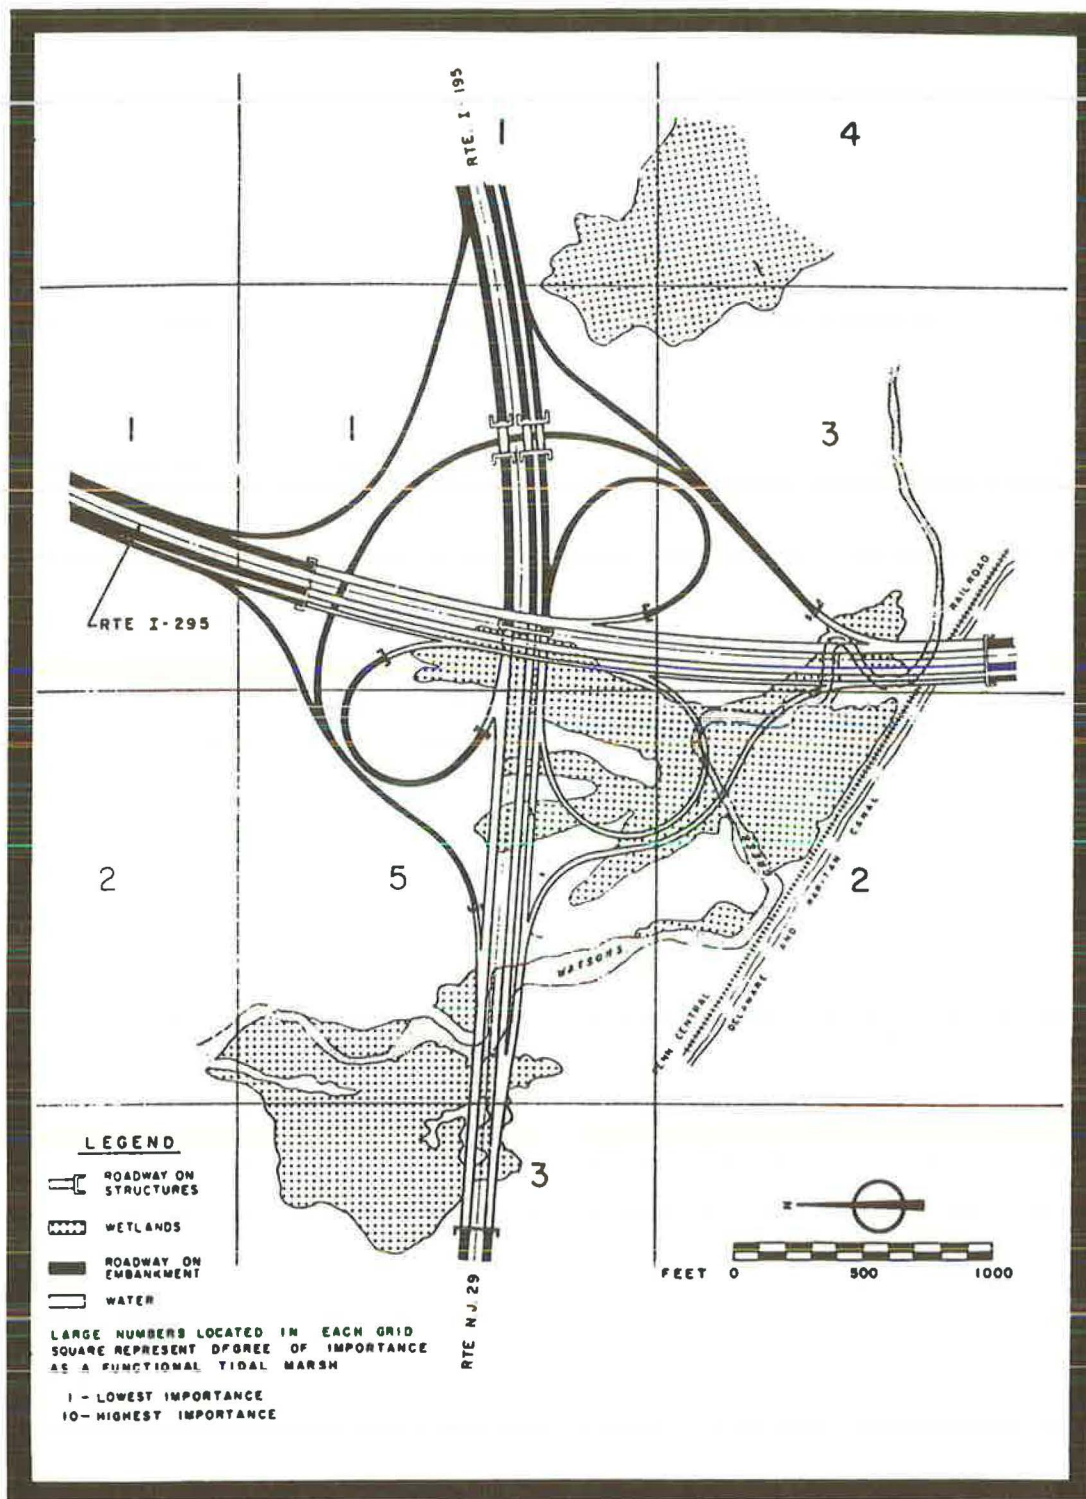 RTE. I-195
1
4
1
1
3
RAILROAD
RTE I-295
2
5
2
CREEK
WATSONS
PENN CENTRAL
DELAWARE AND RARITAN CANAL
3
LEGEND
ROADWAY ON
STRUCTURES
WETLANDS
ROADWAY ON
EMBANKMENT
WATER
N
FEET 0 500 1000
RTE N.J. 29
LARGE NUMBERS LOCATED IN EACH GRID
SQUARE REPRESENT DEGREE OF IMPORTANCE
AS A FUNCTIONAL TIDAL MARSH
1 - LOWEST IMPORTANCE
10 - HIGHEST IMPORTANCE